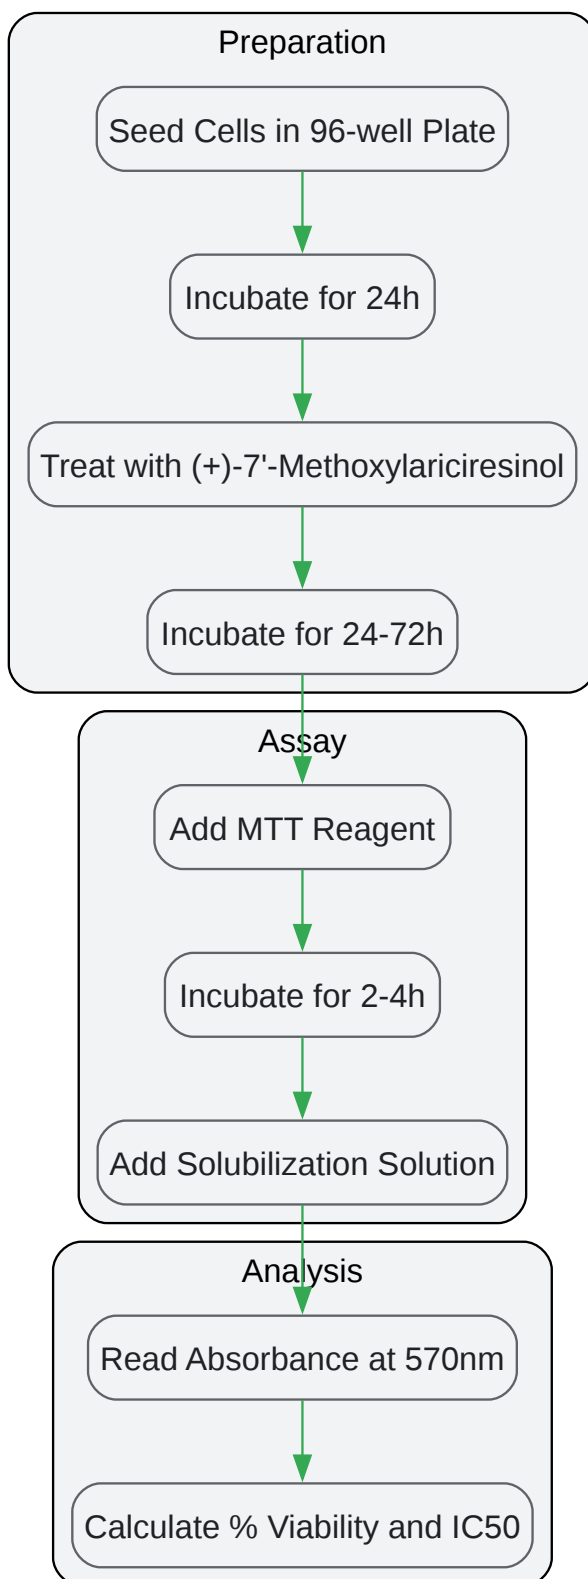 Preparation
Seed Cells in 96-well Plate
Incubate for 24h
Treat with (+)-7'-Methoxylariciresinol
Incubate for 24-72h
Assay
Add MTT Reagent
Incubate for 2-4h
Add Solubilization Solution
Analysis
Read Absorbance at 570nm
Calculate % Viability and IC50